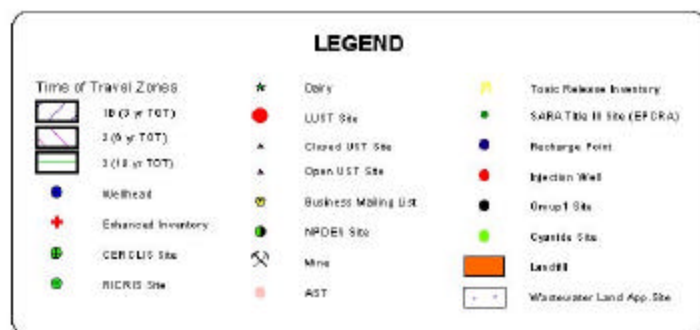 LEGEND
Time of Travel Zones
1B (3 yr TOT)
2 (6 yr TOT)
3 (10 yr TOT)
Wellhead
Enhanced Inventory
CERCLIS Site
RICRIS Site
Dairy
LUST Site
Closed UST Site
Open UST Site
Business Mailing List
NPDES Site
Mine
AST
Toxic Release Inventory
SARA Title III Site (EPCRA)
Recharge Point
Injection Well
Group1 Site
Cyanide Site
Landfill
Wastewater Land App. Site